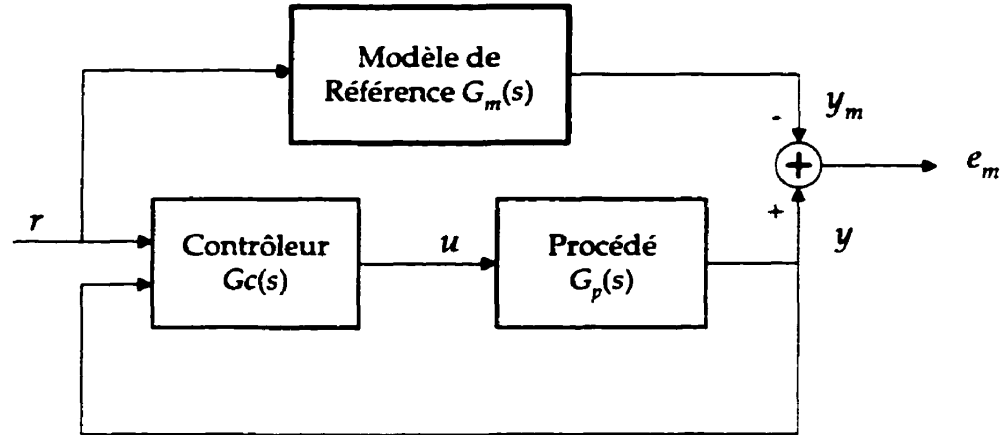 Modèle de
Référence G_m(s)
-
y_m
e_m
r
Contrôleur
Gc(s)
u
Procédé
G_p(s)
+
+
y